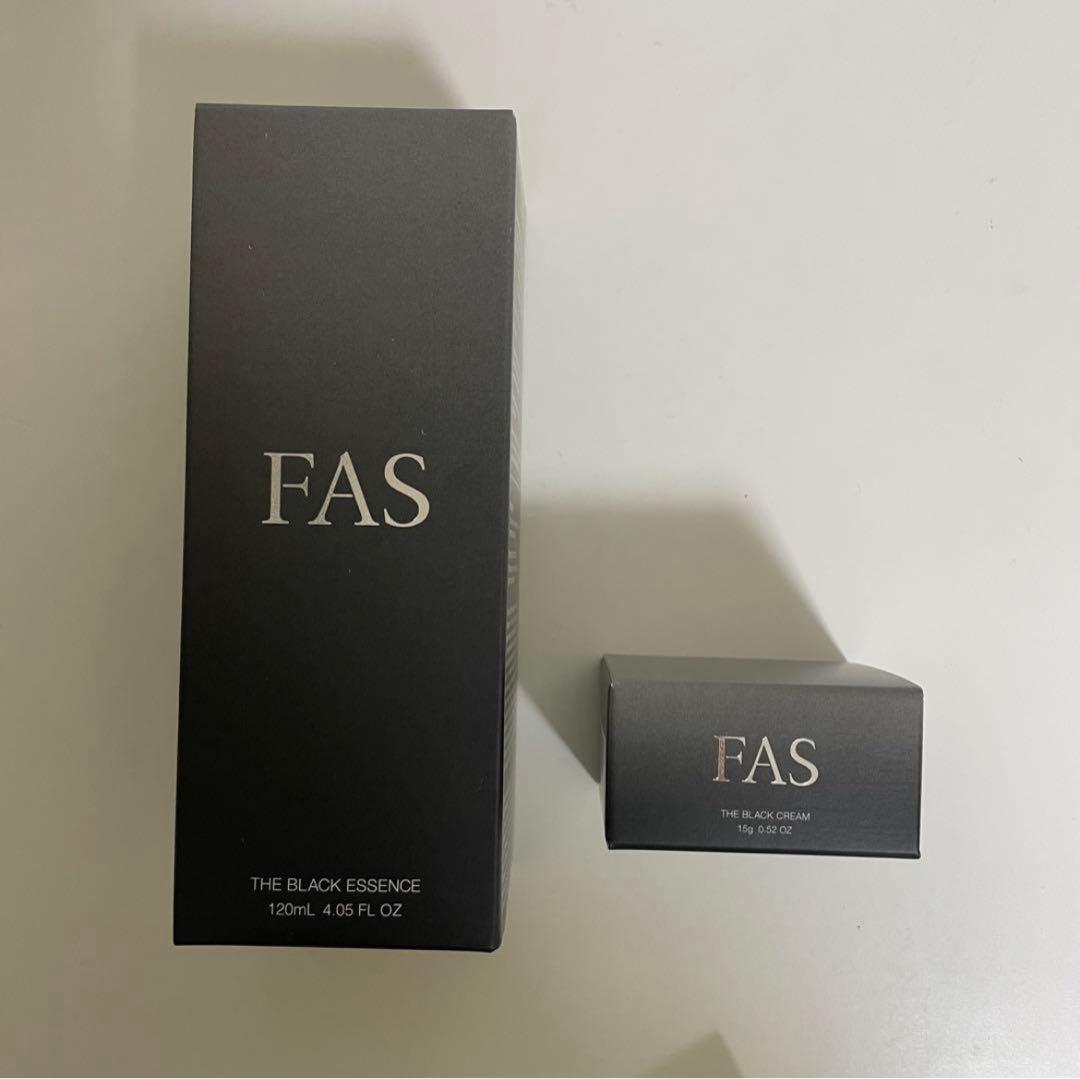 FAS
THE BLACK ESSENCE
120mL 4.05 FL OZ
FAS
THE BLACK CREAM
15g 0.52 OZ